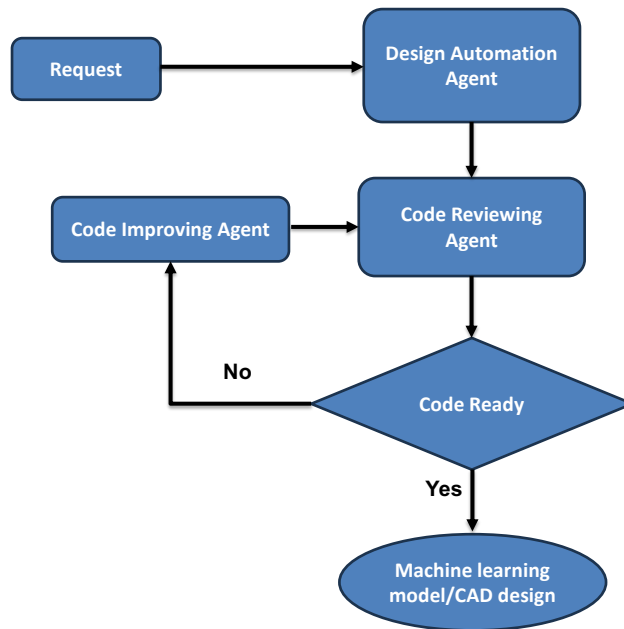 Request
Design Automation
Agent
Code Improving Agent
Code Reviewing
Agent
No
Code Ready
Yes
Machine learning
model/CAD design